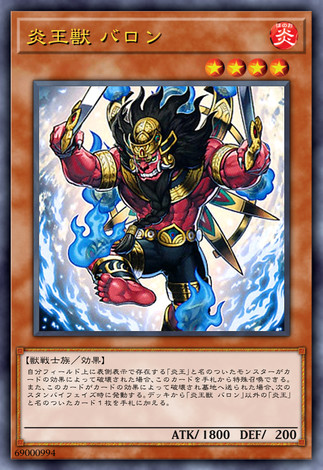 炎王獣 バロン
ほのお
炎
【獣戦士族／効果】
自分フィールド上に表側表示で存在する「炎王」と名のついたモンスターがカ
ードの効果によって破壊された場合、このカードを手札から特殊召喚できる。
また、このカードがカードの効果によって破壊され墓地へ送られた場合、次の
スタンバイフェイズ時に発動する。デッキから「炎王獣 バロン」以外の「炎王」
と名のついたカード1枚を手札に加える。
ATK/ 1800 DEF/ 200
69000994